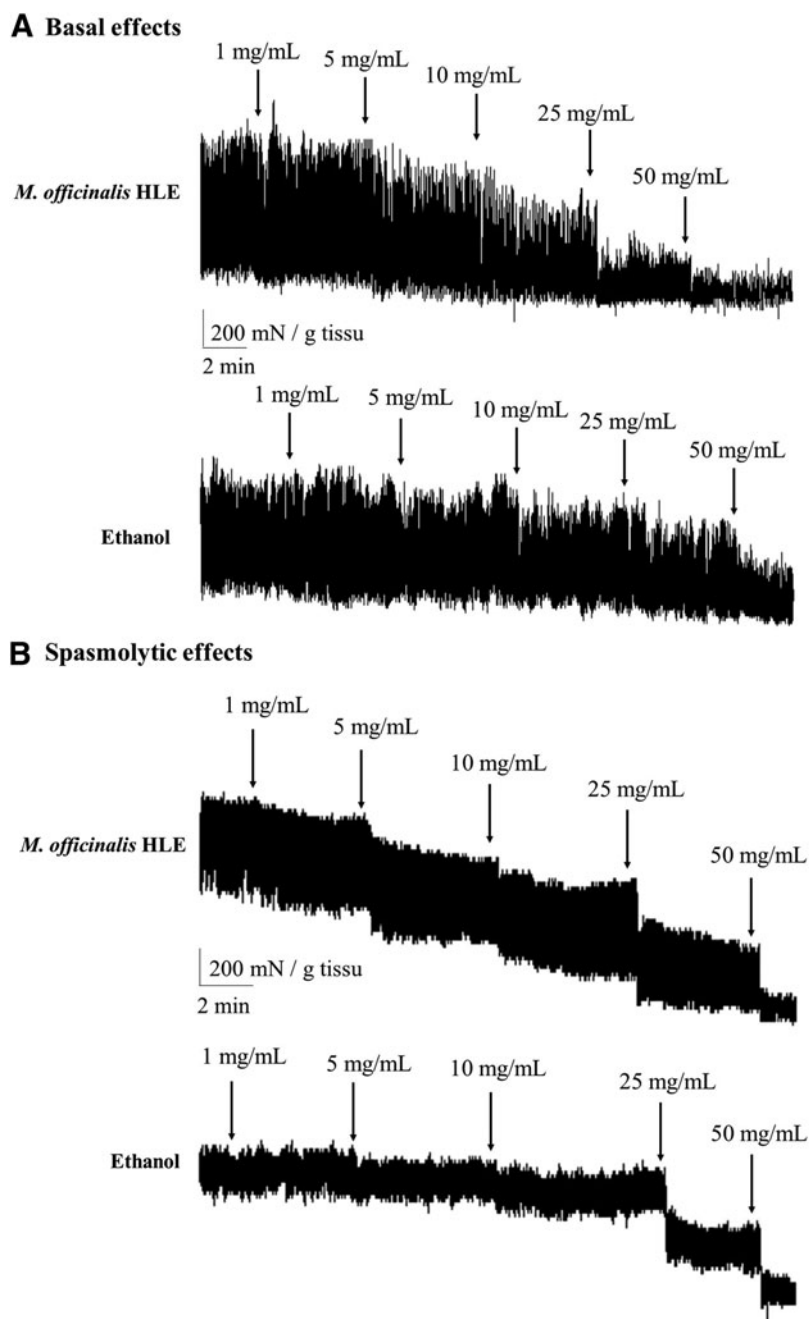 A Basal effects
1 mg/mL
5 mg/mL
10 mg/mL
25 mg/mL
50 mg/mL
M. officinalis HLE
200 mN / g tissu
2 min
1 mg/mL
5 mg/mL
10 mg/mL
25 mg/mL
50 mg/mL
Ethanol
B Spasmolytic effects
1 mg/mL
5 mg/mL
10 mg/mL
25 mg/mL
50 mg/mL
M. officinalis HLE
200 mN / g tissu
2 min
1 mg/mL
5 mg/mL
10 mg/mL
25 mg/mL
50 mg/mL
Ethanol